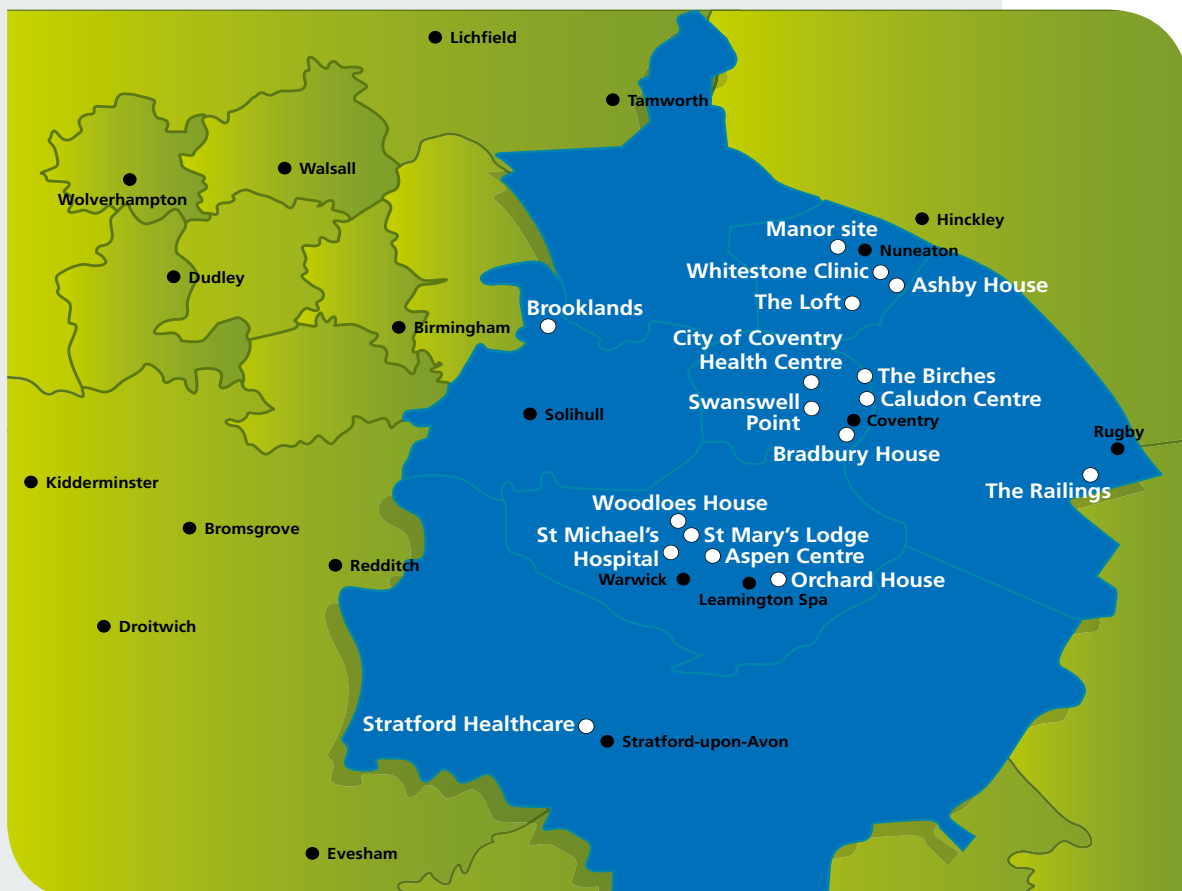 Lichfield
Tamworth
Walsall
Wolverhampton
Hinckley
Manor site
Nuneaton
Whitestone Clinic
Ashby House
Dudley
The Loft
Brooklands
Birmingham
City of Coventry
Health Centre
The Birches
Swanswell
Point
Caludon Centre
Solihull
Coventry
Rugby
Bradbury House
Kidderminster
The Railings
Woodloes House
Bromsgrove
St Michael’s
Hospital
St Mary’s Lodge
Aspen Centre
Redditch
Warwick
Orchard House
Leamington Spa
Droitwich
Stratford Healthcare
Stratford-upon-Avon
Evesham